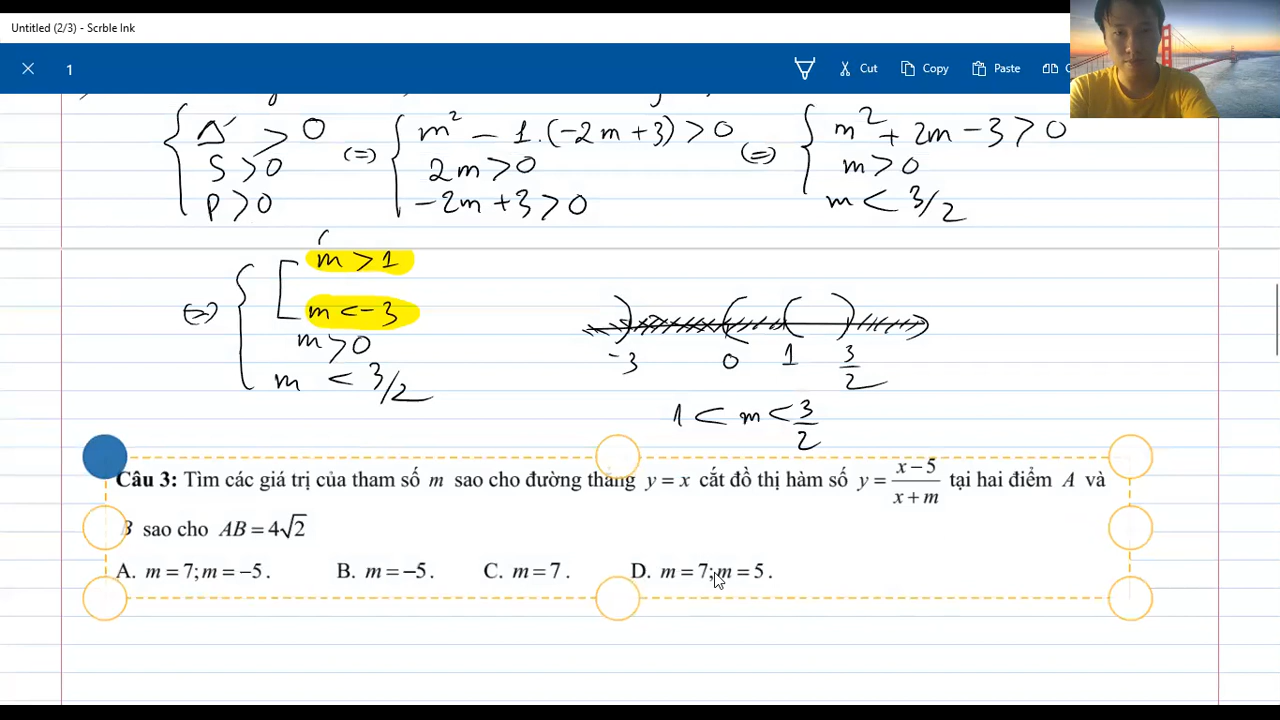 Untitled (2/3) - Scrble Ink
1 Cut Copy Paste
Δ' > 0 (=) m² - 1.(-2m + 3) > 0 (=) m² + 2m - 3 > 0
S > 0 2m > 0 m > 0
P > 0 -2m + 3 > 0 m < 3/2
m > 1
(=) m < -3
m > 0
m < 3/2
-3 0 1 3/2
1 < m < 3/2
Câu 3: Tìm các giá trị của tham số m sao cho đường thẳng y = x cắt đồ thị hàm số y = (x-5)/(x+m) tại hai điểm A và
B sao cho AB = 4√2
A. m = 7; m = -5. B. m = -5. C. m = 7. D. m = 7; m = 5.